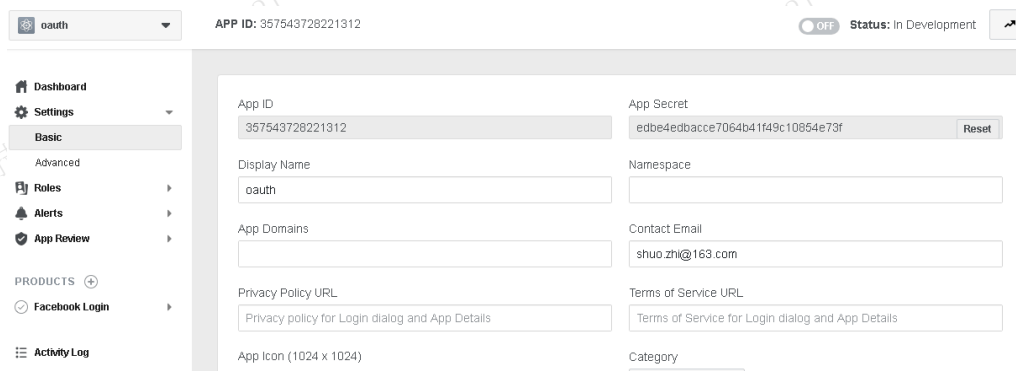 oauth
APP ID: 357543728221312
OFF
Status: In Development
Dashboard
Settings
Basic
Advanced
Roles
Alerts
App Review
PRODUCTS
Facebook Login
Activity Log
App ID
App Secret
357543728221312
edbe4edbacce7064b41f49c10854e73f
Reset
Display Name
Namespace
oauth
App Domains
Contact Email
shuo.zhi@163.com
Privacy Policy URL
Terms of Service URL
Privacy policy for Login dialog and App Details
Terms of Service for Login dialog and App Details
App Icon (1024 x 1024)
Category